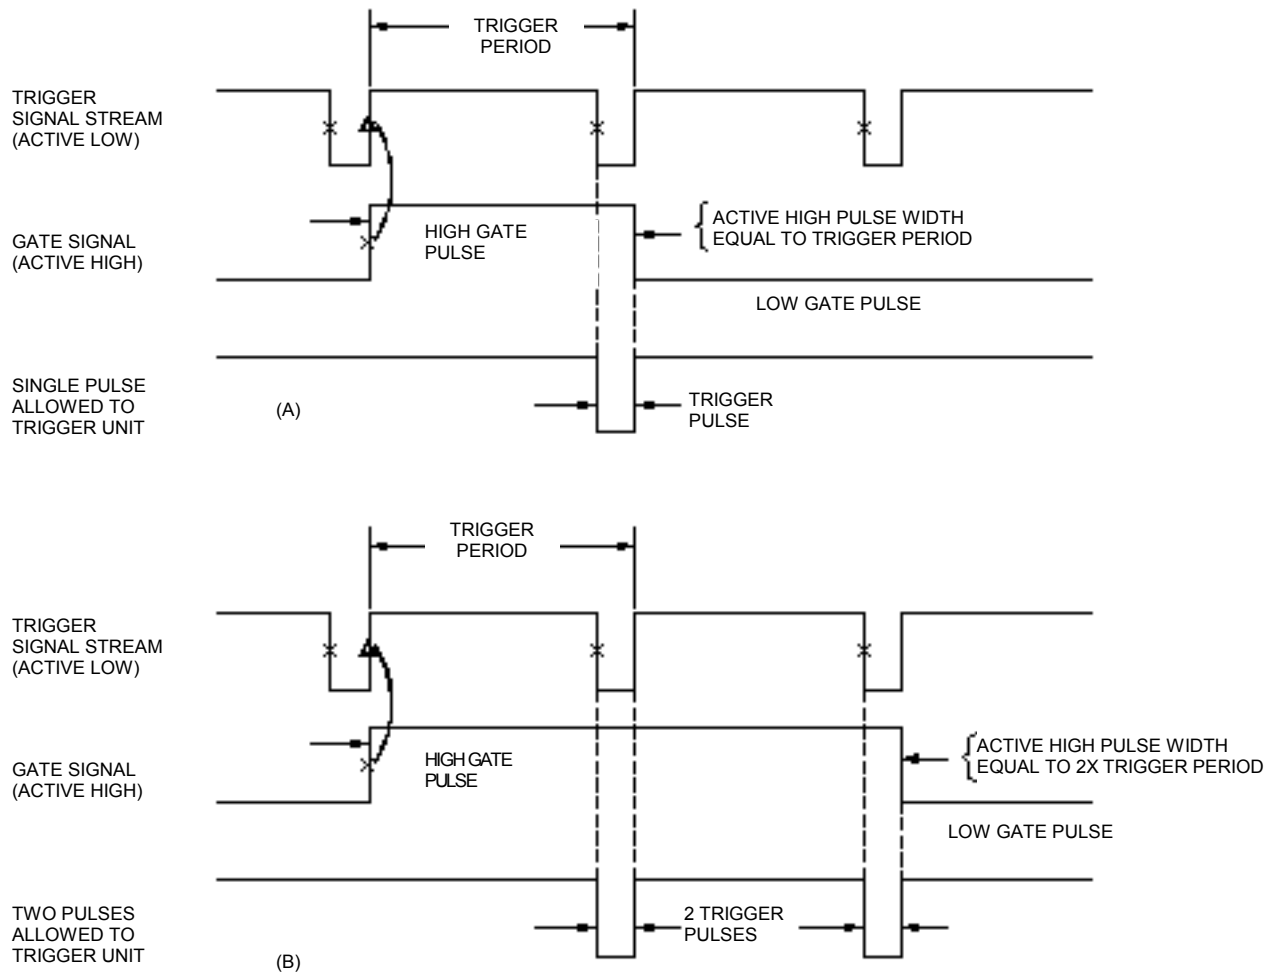 TRIGGER
PERIOD
TRIGGER
SIGNAL STREAM
(ACTIVE LOW)
GATE SIGNAL
(ACTIVE HIGH)
HIGH GATE
PULSE
ACTIVE HIGH PULSE WIDTH
EQUAL TO TRIGGER PERIOD
LOW GATE PULSE
SINGLE PULSE
ALLOWED TO
TRIGGER UNIT
(A)
TRIGGER
PULSE
TRIGGER
PERIOD
TRIGGER
SIGNAL STREAM
(ACTIVE LOW)
GATE SIGNAL
(ACTIVE HIGH)
HIGH GATE
PULSE
ACTIVE HIGH PULSE WIDTH
EQUAL TO 2X TRIGGER PERIOD
LOW GATE PULSE
TWO PULSES
ALLOWED TO
TRIGGER UNIT
(B)
2 TRIGGER
PULSES